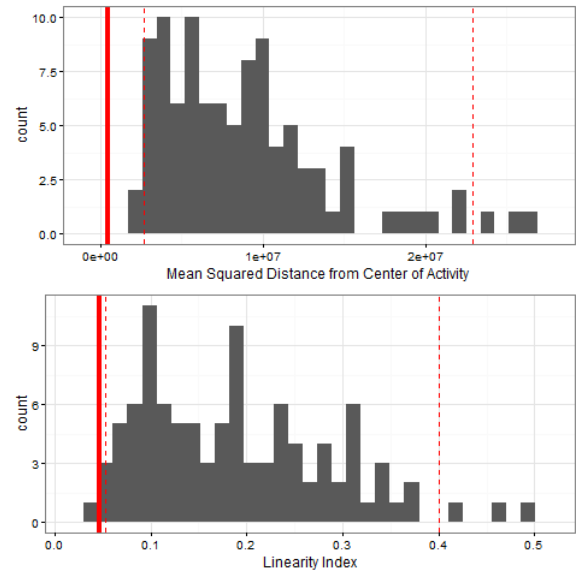 10.0
7.5
5.0
2.5
0.0
count
0e+00 1e+07 2e+07
Mean Squared Distance from Center of Activity
9
6
3
0
count
0.0 0.1 0.2 0.3 0.4 0.5
Linearity Index